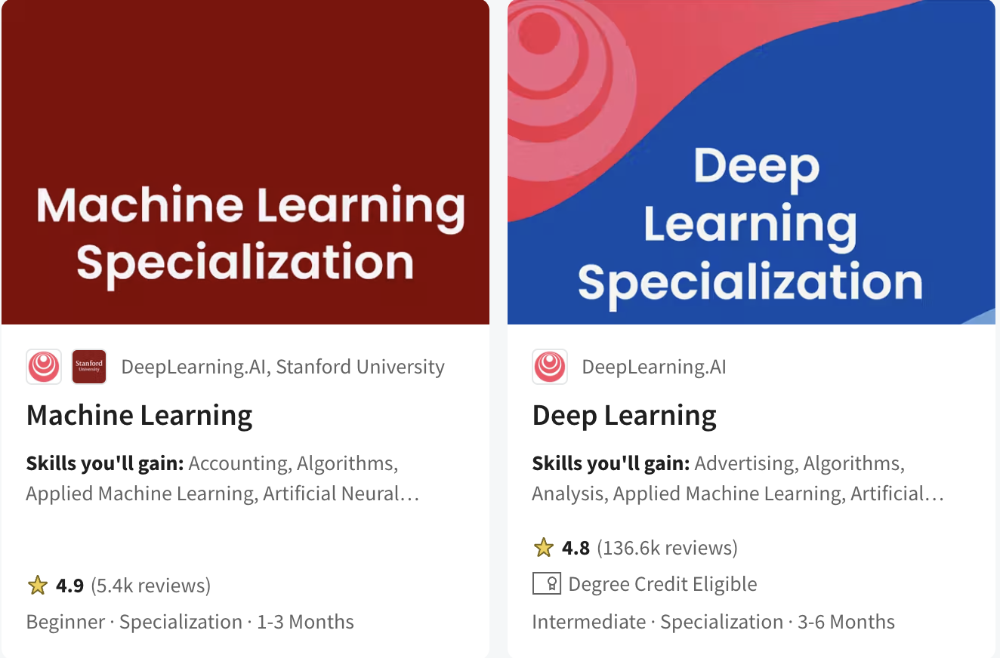 Machine Learning
Specialization
Stanford
University
DeepLearning.AI, Stanford University
Machine Learning
Skills you'll gain: Accounting, Algorithms,
Applied Machine Learning, Artificial Neural…
4.9 (5.4k reviews)
Beginner · Specialization · 1-3 Months
Deep
Learning
Specialization
DeepLearning.AI
Deep Learning
Skills you'll gain: Advertising, Algorithms,
Analysis, Applied Machine Learning, Artificial…
4.8 (136.6k reviews)
Degree Credit Eligible
Intermediate · Specialization · 3-6 Months